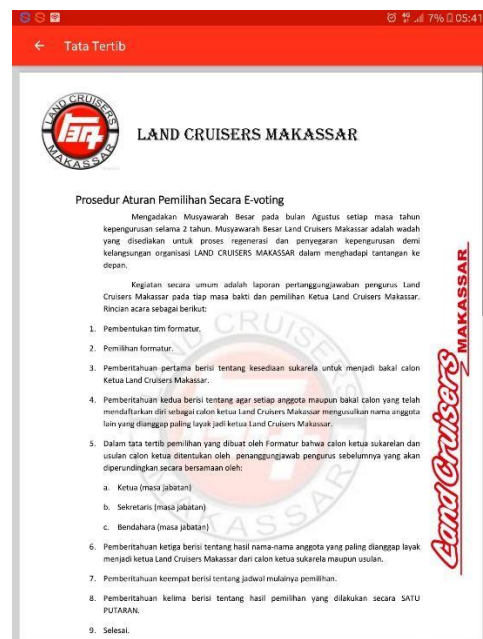 7% 05:41
← Tata Tertib
LAND CRUISERS
MAKASSAR
LAND CRUISERS MAKASSAR
Prosedur Aturan Pemilihan Secara E-voting
Mengadakan Musyawarah Besar pada bulan Agustus setiap masa tahun
kepengurusan selama 2 tahun. Musyawarah Besar Land Cruisers Makassar adalah wadah
yang disediakan untuk proses regenerasi dan penyegaran kepengurusan demi
kelangsungan organisasi LAND CRUISERS MAKASSAR dalam menghadapi tantangan ke
depan.
Kegiatan secara umum adalah laporan pertanggungjawaban pengurus Land
Cruisers Makassar pada tiap masa bakti dan pemilihan Ketua Land Cruisers Makassar.
Rincian acara sebagai berikut:
1. Pembentukan tim formatur.
2. Pemilihan formatur.
3. Pemberitahuan pertama berisi tentang kesediaan sukarela untuk menjadi bakal calon
Ketua Land Cruisers Makassar.
4. Pemberitahuan kedua berisi tentang agar setiap anggota maupun bakal calon yang telah
mendaftarkan diri sebagai calon ketua Land Cruisers Makassar mengusulkan nama anggota
lain yang dianggap paling layak jadi ketua Land Cruisers Makassar.
5. Dalam tata tertib pemilihan yang dibuat oleh Formatur bahwa calon ketua sukarelan dan
usulan calon ketua ditentukan oleh penanggungjawab pengurus sebelumnya yang akan
diperundingkan secara bersamaan oleh:
a. Ketua (masa jabatan)
b. Sekretaris (masa jabatan)
c. Bendahara (masa jabatan)
6. Pemberitahuan ketiga berisi tentang hasil nama-nama anggota yang paling dianggap layak
menjadi ketua Land Cruisers Makassar dari calon ketua sukarela maupun usulan.
7. Pemberitahuan keempat berisi tentang jadwal mulainya pemilihan.
8. Pemberitahuan kelima berisi tentang hasil pemilihan yang dilakukan secara SATU
PUTARAN.
9. Selesai.
Land Cruisers MAKASSAR